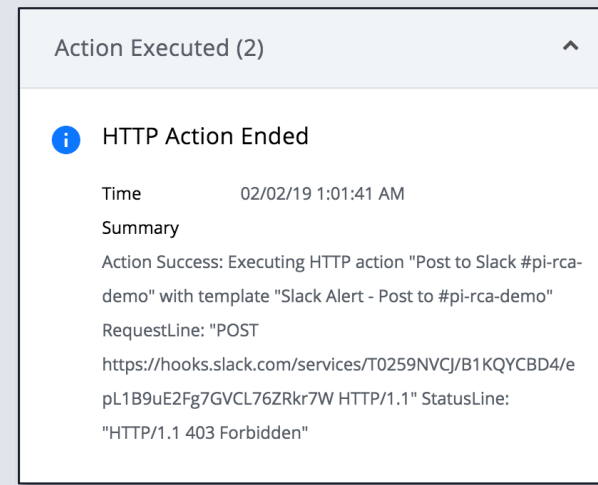 Action Executed (2)
HTTP Action Ended
Time 02/02/19 1:01:41 AM
Summary
Action Success: Executing HTTP action "Post to Slack #pi-rca-
demo" with template "Slack Alert - Post to #pi-rca-demo"
RequestLine: "POST
https://hooks.slack.com/services/T0259NVCJ/B1KQYCBD4/e
pL1B9uE2Fg7GVCL76ZRkr7W HTTP/1.1" StatusLine:
"HTTP/1.1 403 Forbidden"